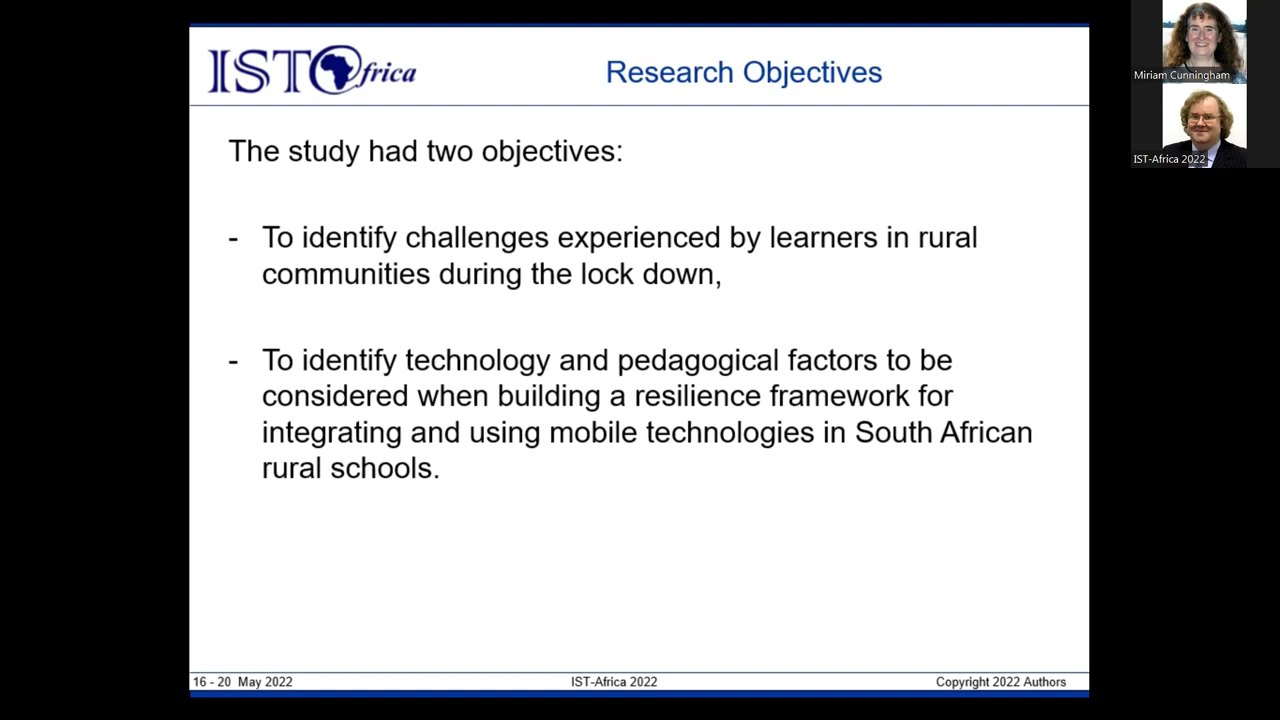 IST Africa
Research Objectives
Miriam Cunningham
IST-Africa 2022
The study had two objectives:
- To identify challenges experienced by learners in rural
communities during the lock down,
- To identify technology and pedagogical factors to be
considered when building a resilience framework for
integrating and using mobile technologies in South African
rural schools.
16 - 20 May 2022
IST-Africa 2022
Copyright 2022 Authors